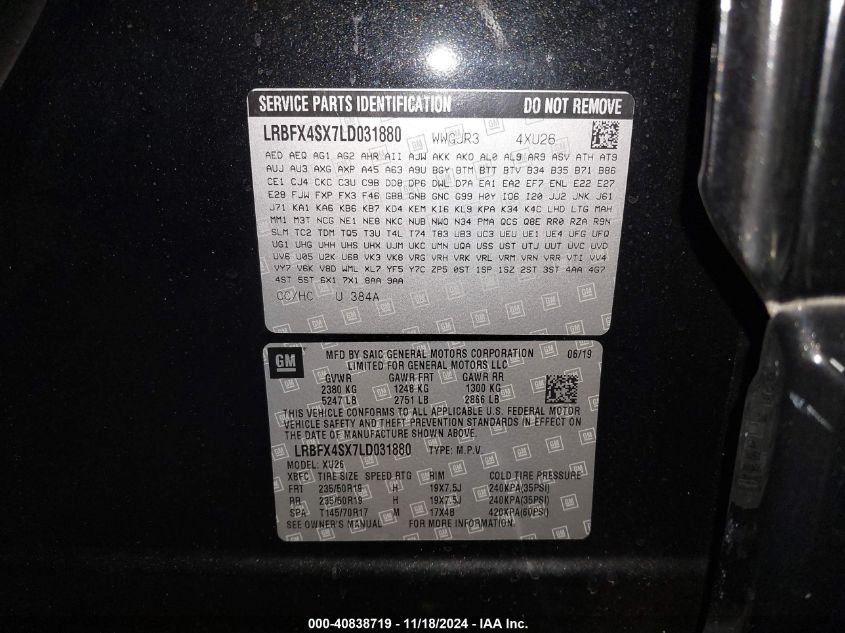 SERVICE PARTS IDENTIFICATION DO NOT REMOVE
LRBFX4SX7LD031880 WWGJR3 4XU26
AED AEQ AG1 AG2 AHR AII AJW AKK AKO AL0 AL9 AR9 ASV ATH AT9
AUJ AU3 AXG AXP A45 A63 A9U BGY BTM BTT BTV B34 B35 B71 B86
CE1 CJ4 CKC C3U C9B DD8 DP6 DWL D7A EA1 EA2 EF7 ENL E22 E27
E28 FJW FXP FX3 F46 GB8 GNB GNC G99 H0Y IO6 I20 JJ2 JNK J61
J71 KA1 KA6 KB6 KB7 KD4 KEM KI6 KL9 KPA K34 K4C LHD LTG MAH
MM1 M3T NCG NE1 NE8 NKC NUB NWO N34 PMA QCS Q8E RR0 RZA R9N
SLM TC2 TDM TQ5 T3U T4L T74 T83 UB3 UC3 UEU UE1 UE4 UFG UFQ
UG1 UHG UHH UHS UHX UJM UKC UMN UQA USS UST UTJ UUT UVC UVD
UV6 U05 U2K U68 VK3 VK8 VRG VRH VRK VRL VRM VRN VRR VTI VV4
VY7 V6K V8D WML XL7 YF5 Y7C ZP5 0ST 1SP 1SZ 2ST 3ST 4AA 4G7
4ST 5ST 6X1 7X1 8AA 9AA
CC/HC U 384A
GM
MFD BY SAIC GENERAL MOTORS CORPORATION 06/19
LIMITED FOR GENERAL MOTORS LLC
GVWR GAWR FRT GAWR RR
2380 KG 1248 KG 1300 KG
5247 LB 2751 LB 2866 LB
THIS VEHICLE CONFORMS TO ALL APPLICABLE U.S. FEDERAL MOTOR
VEHICLE SAFETY AND THEFT PREVENTION STANDARDS IN EFFECT ON
THE DATE OF MANUFACTURE SHOWN ABOVE.
LRBFX4SX7LD031880 TYPE: M.P.V.
MODEL: XU26
XBFC TIRE SIZE SPEED RTG RIM COLD TIRE PRESSURE
FRT 235/50R19 H 19X7.5J 240KPA(35PSI)
RR 235/50R19 H 19X7.5J 240KPA(35PSI)
SPA T145/70R17 M 17X4B 420KPA(60PSI)
SEE OWNER'S MANUAL FOR MORE INFORMATION.
000-40838719 - 11/18/2024 - IAA Inc.